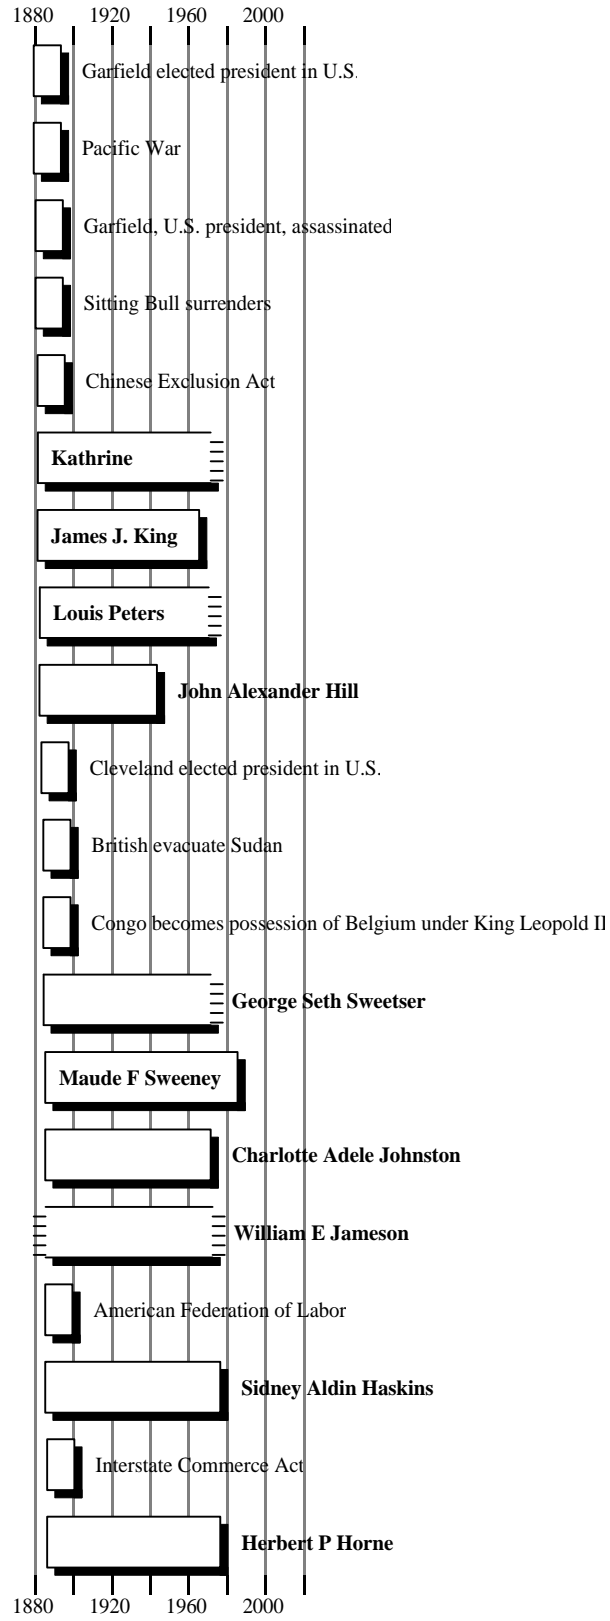 1880 1920 1960 2000
Garfield elected president in U.S.
Pacific War
Garfield, U.S. president, assassinated
Sitting Bull surrenders
Chinese Exclusion Act
Kathrine
James J. King
Louis Peters
John Alexander Hill
Cleveland elected president in U.S.
British evacuate Sudan
Congo becomes possession of Belgium under King Leopold II
George Seth Sweetser
Maude F Sweeney
Charlotte Adele Johnston
William E Jameson
American Federation of Labor
Sidney Aldin Haskins
Interstate Commerce Act
Herbert P Horne
1880 1920 1960 2000